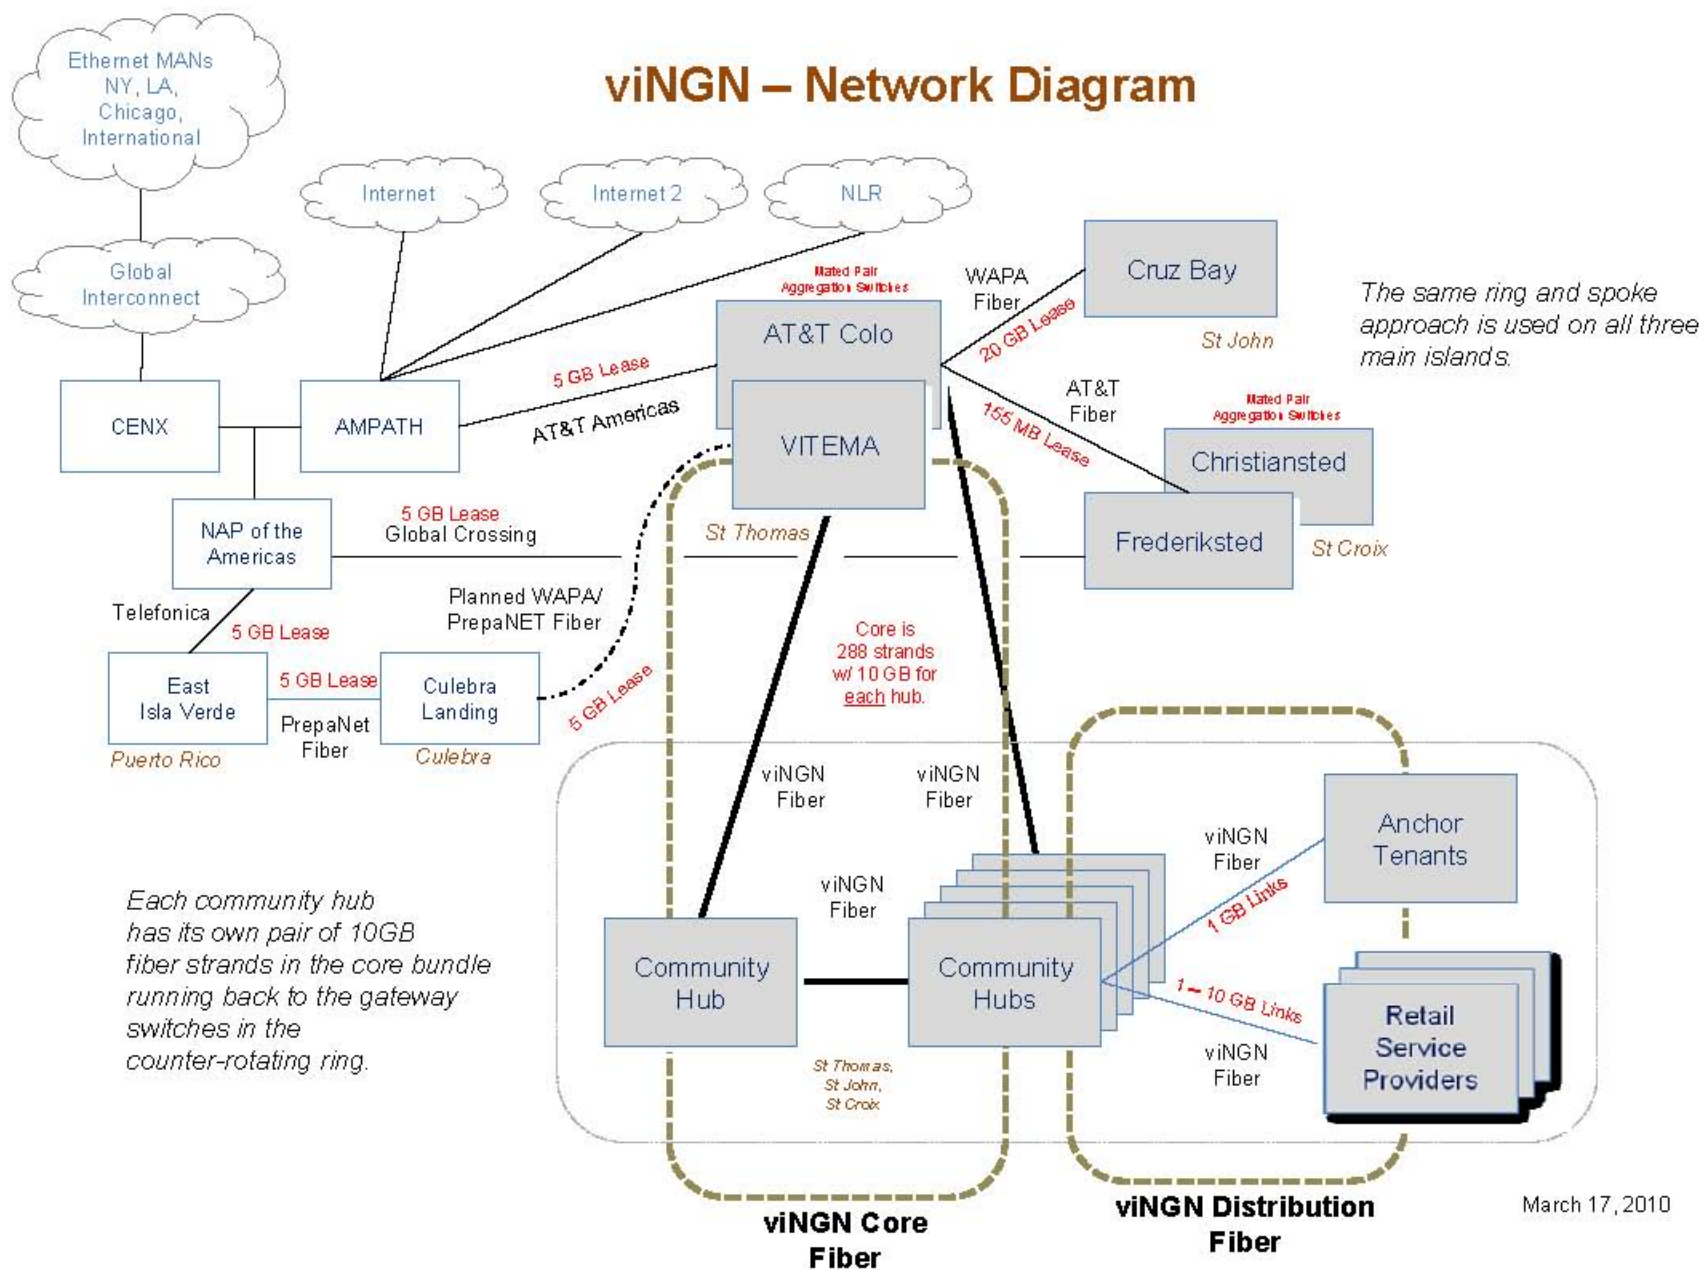 viNGN – Network Diagram
Ethernet MANs
NY, LA,
Chicago,
International
Internet
Internet 2
NLR
Global
Interconnect
Mated Pair
Aggregation Switches
AT&T Colo
WAPA
Fiber
20 GB Lease
Cruz Bay
St John
The same ring and spoke
approach is used on all three
main islands.
CENX
AMPATH
5 GB Lease
AT&T Americas
VITEMA
St Thomas
AT&T
Fiber
155 MB Lease
Mated Pair
Aggregation Switches
Christiansted
Frederiksted
St Croix
NAP of the
Americas
5 GB Lease
Global Crossing
Telefonica
5 GB Lease
Planned WAPA/
PrepaNET Fiber
5 GB Lease
East
Isla Verde
Puerto Rico
5 GB Lease
PrepaNet
Fiber
Culebra
Landing
Culebra
Core is
288 strands
w/ 10 GB for
each hub.
viNGN
Fiber
viNGN
Fiber
viNGN
Fiber
Each community hub
has its own pair of 10GB
fiber strands in the core bundle
running back to the gateway
switches in the
counter-rotating ring.
Community
Hub
Community
Hubs
St Thomas,
St John,
St Croix
viNGN
Fiber
1 GB Links
Anchor
Tenants
1 – 10 GB Links
viNGN
Fiber
Retail
Service
Providers
viNGN Core
Fiber
viNGN Distribution
Fiber
March 17, 2010